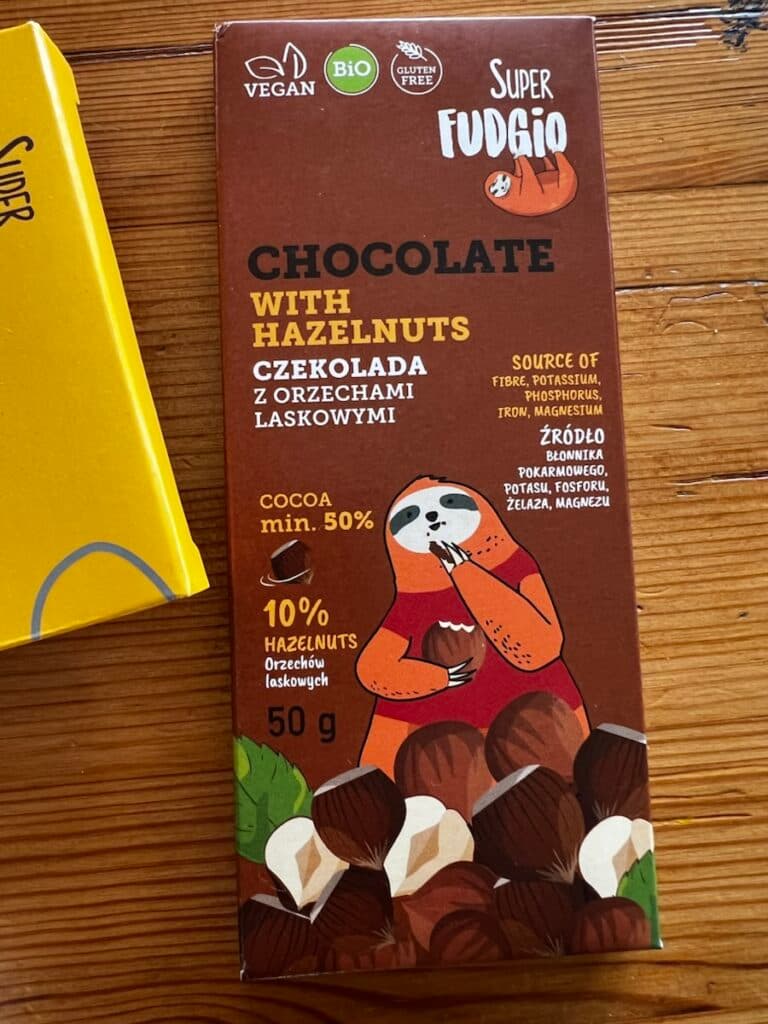 SUPER
VEGAN
BiO
GLUTEN
FREE
SUPER
FUDGiO
CHOCOLATE
WITH
HAZELNUTS
CZEKOLADA
Z ORZECHAMI
LASKOWYMI
SOURCE OF
FIBRE, POTASSIUM,
PHOSPHORUS,
IRON, MAGNESIUM
ŹRÓDŁO
BŁONNIKA
POKARMOWEGO,
POTASU, FOSFORU,
ŻELAZA, MAGNEZU
COCOA
min. 50%
10%
HAZELNUTS
Orzechów
laskowych
50 g